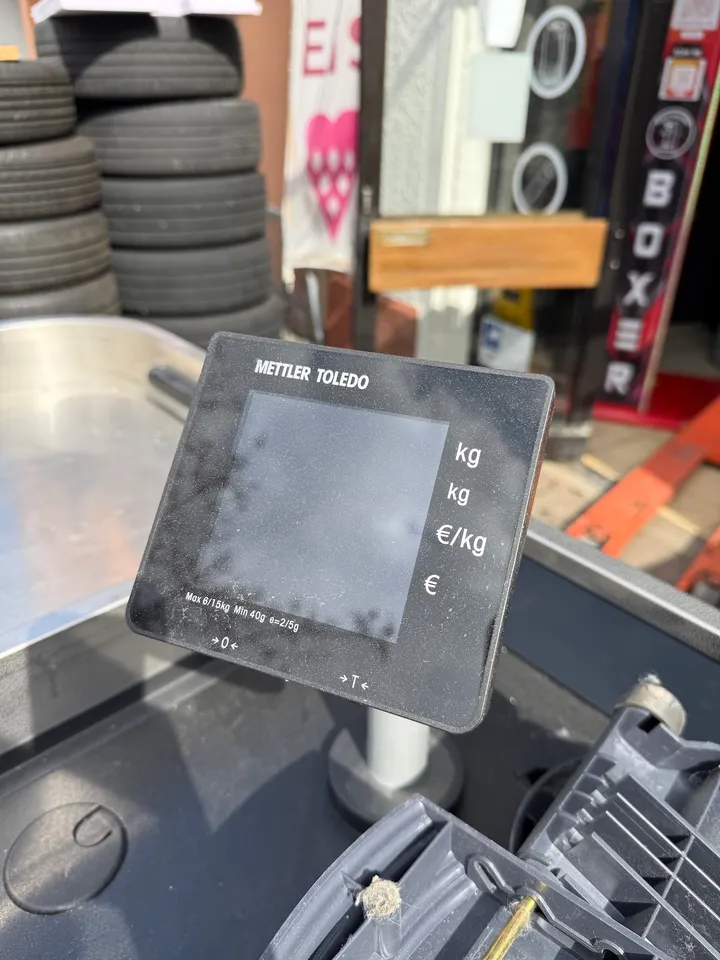 METTLER TOLEDO
kg
kg
€/kg
€
Max 6/15kg Min 40g e=2/5g
→0←
→T←
BOXER